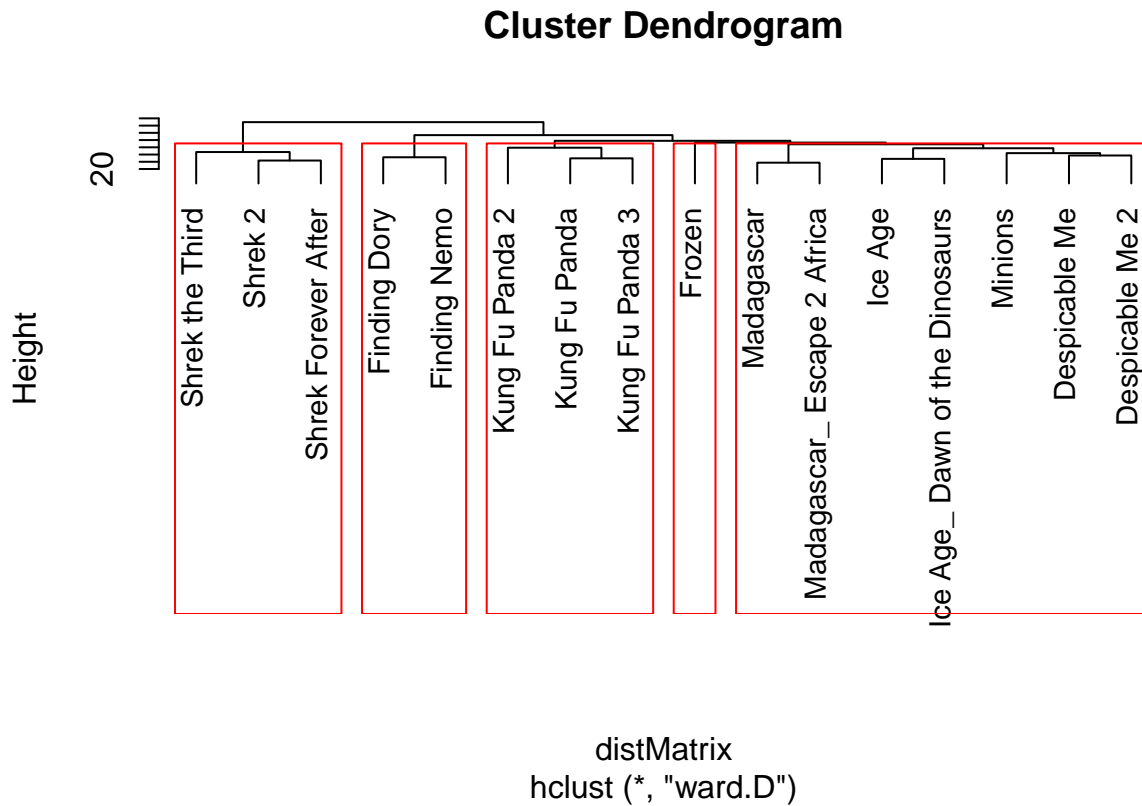 Cluster Dendrogram
Height
20
Shrek the Third
Shrek 2
Shrek Forever After
Finding Dory
Finding Nemo
Kung Fu Panda 2
Kung Fu Panda
Kung Fu Panda 3
Frozen
Madagascar
Madagascar_ Escape 2 Africa
Ice Age
Ice Age_ Dawn of the Dinosaurs
Minions
Despicable Me
Despicable Me 2
distMatrix
hclust (*, "ward.D")